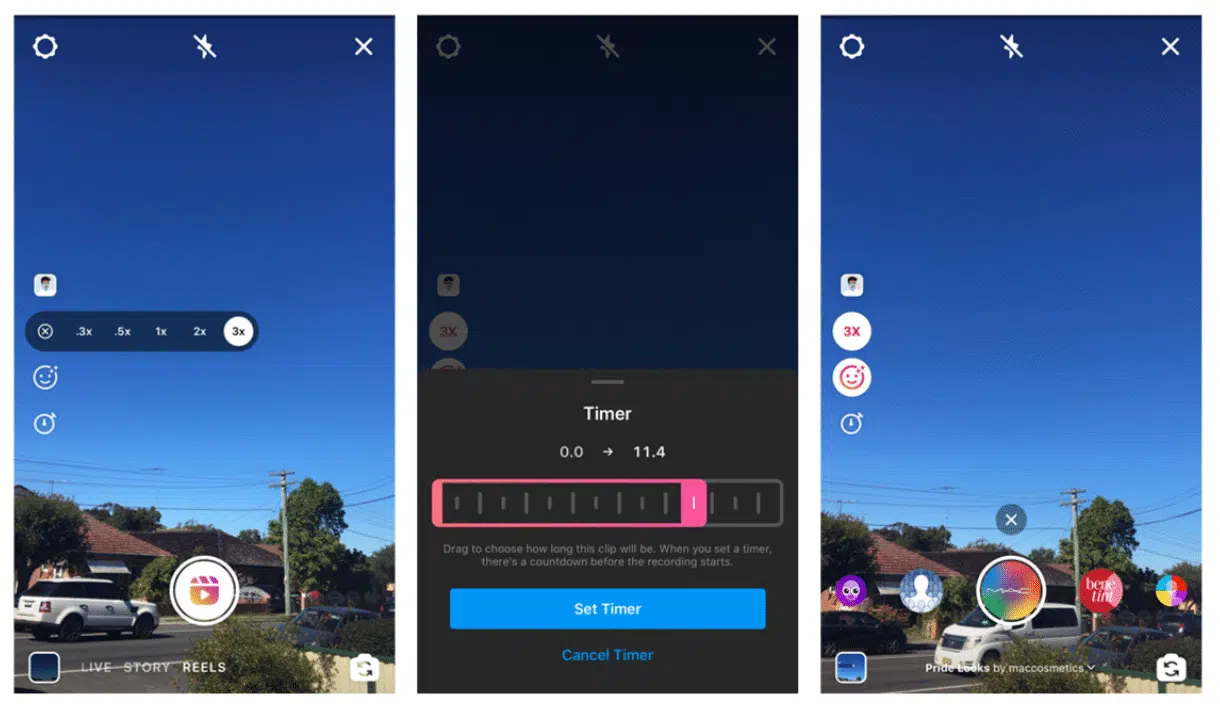 .3x .5x 1x 2x 3x
LIVE STORY REELS
3X
Timer
0.0 → 11.4
Drag to choose how long this clip will be. When you set a timer,
there's a countdown before the recording starts.
Set Timer
Cancel Timer
3X
MAC
bene
tint
Pride Looks by maccosmetics